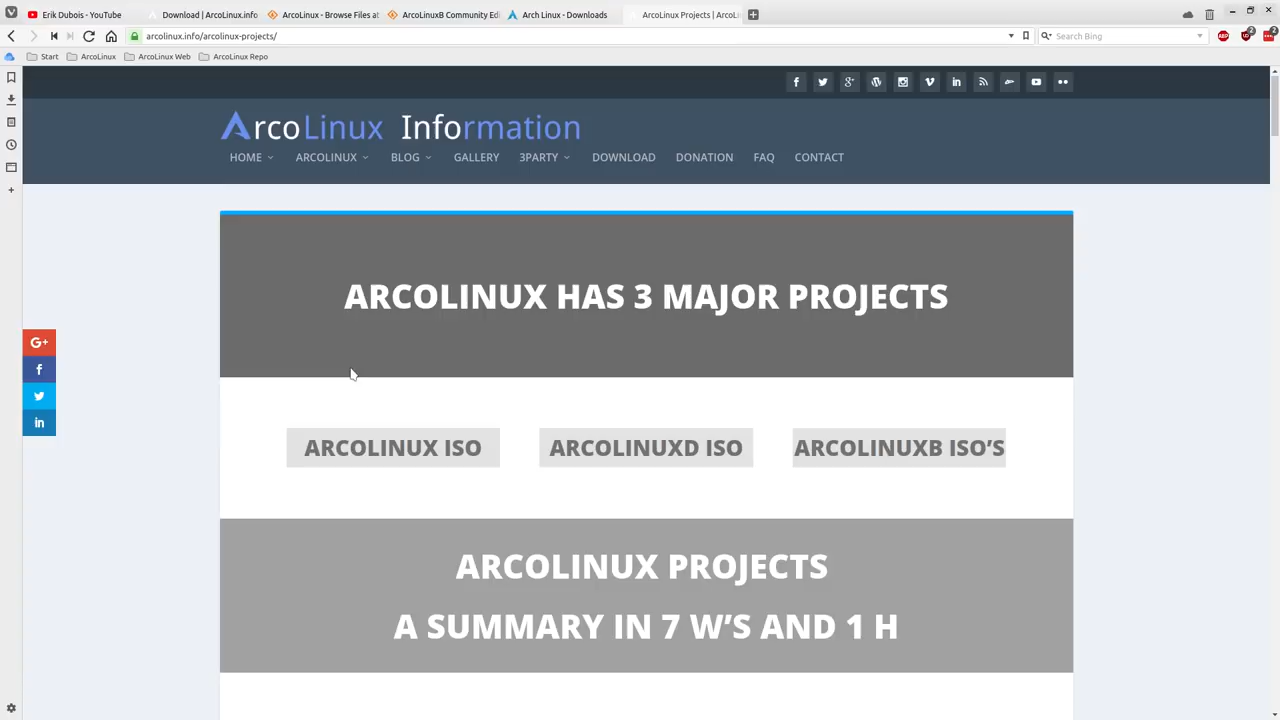 Erik Dubois - YouTube
Download | ArcoLinux.info
ArcoLinux - Browse Files at
ArcoLinuxB Community Edi
Arch Linux - Downloads
ArcoLinux Projects | ArcoLi
arcolinux.info/arcolinux-projects/
Search Bing
2
2
Start
ArcoLinux
ArcoLinux Web
ArcoLinux Repo
ArcoLinux Information
HOME
ARCOLINUX
BLOG
GALLERY
3PARTY
DOWNLOAD
DONATION
FAQ
CONTACT
ARCOLINUX HAS 3 MAJOR PROJECTS
ARCOLINUX ISO
ARCOLINUXD ISO
ARCOLINUXB ISO’S
ARCOLINUX PROJECTS
A SUMMARY IN 7 W’S AND 1 H